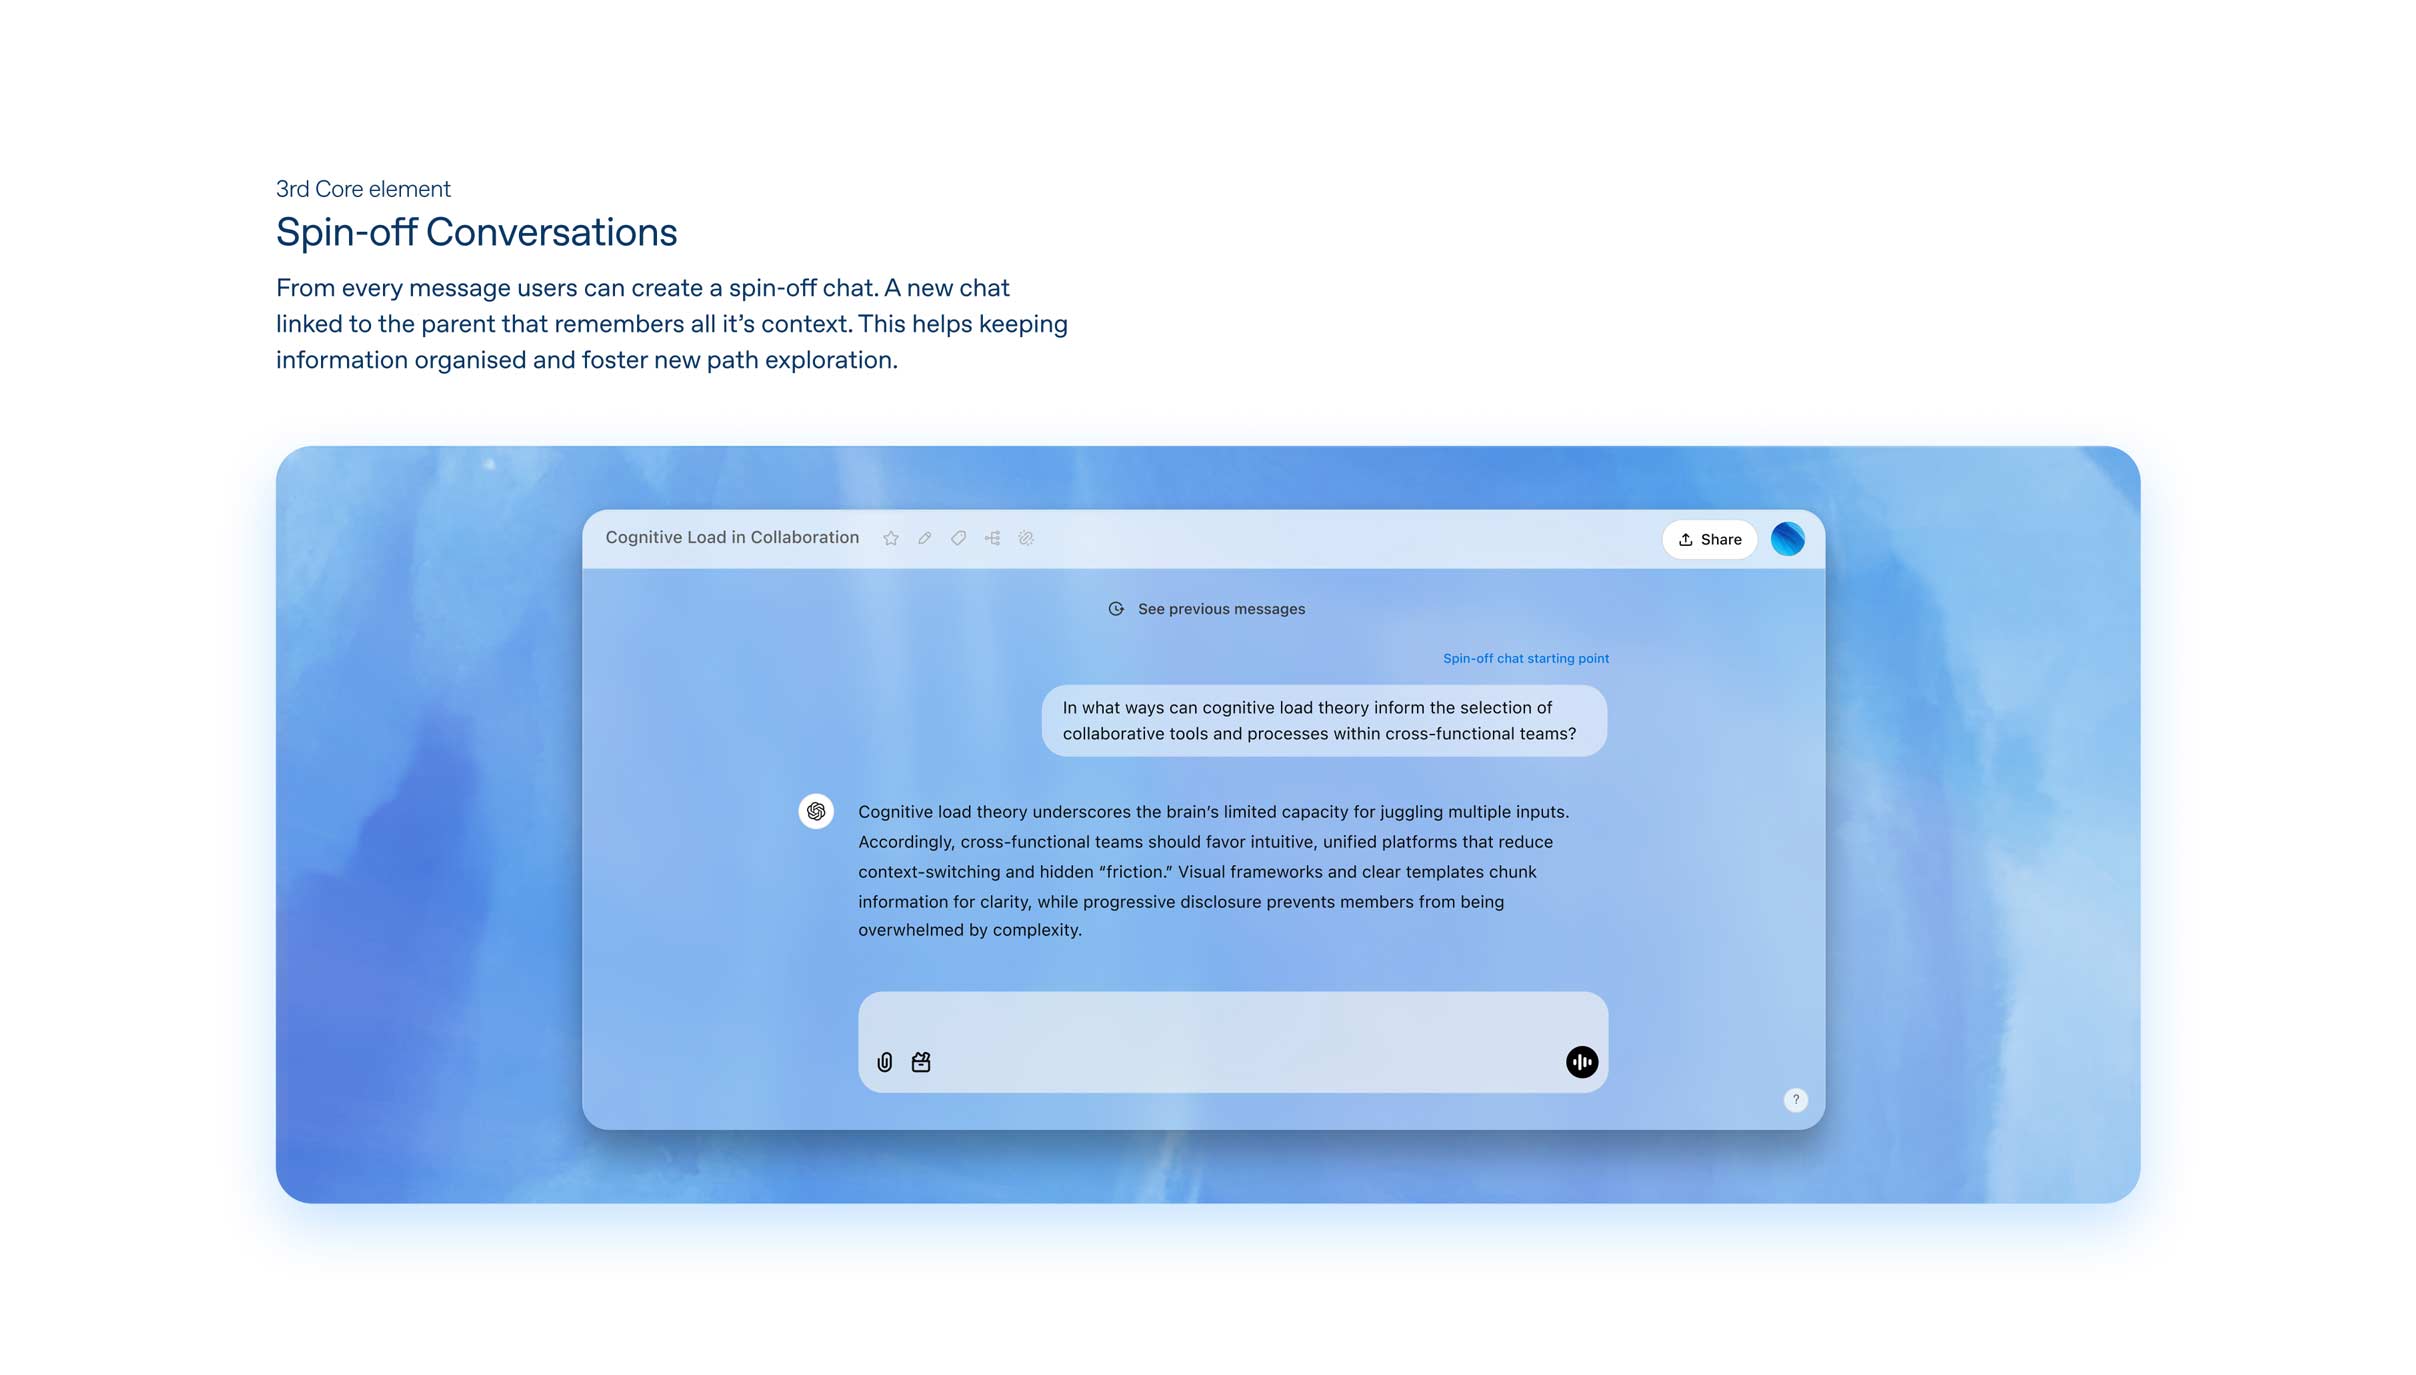 3rd Core element
Spin-off Conversations
From every message users can create a spin-off chat. A new chat
linked to the parent that remembers all it’s context. This helps keeping
information organised and foster new path exploration.
Cognitive Load in Collaboration
Share
See previous messages
Spin-off chat starting point
In what ways can cognitive load theory inform the selection of
collaborative tools and processes within cross-functional teams?
Cognitive load theory underscores the brain’s limited capacity for juggling multiple inputs.
Accordingly, cross-functional teams should favor intuitive, unified platforms that reduce
context-switching and hidden “friction.” Visual frameworks and clear templates chunk
information for clarity, while progressive disclosure prevents members from being
overwhelmed by complexity.
?